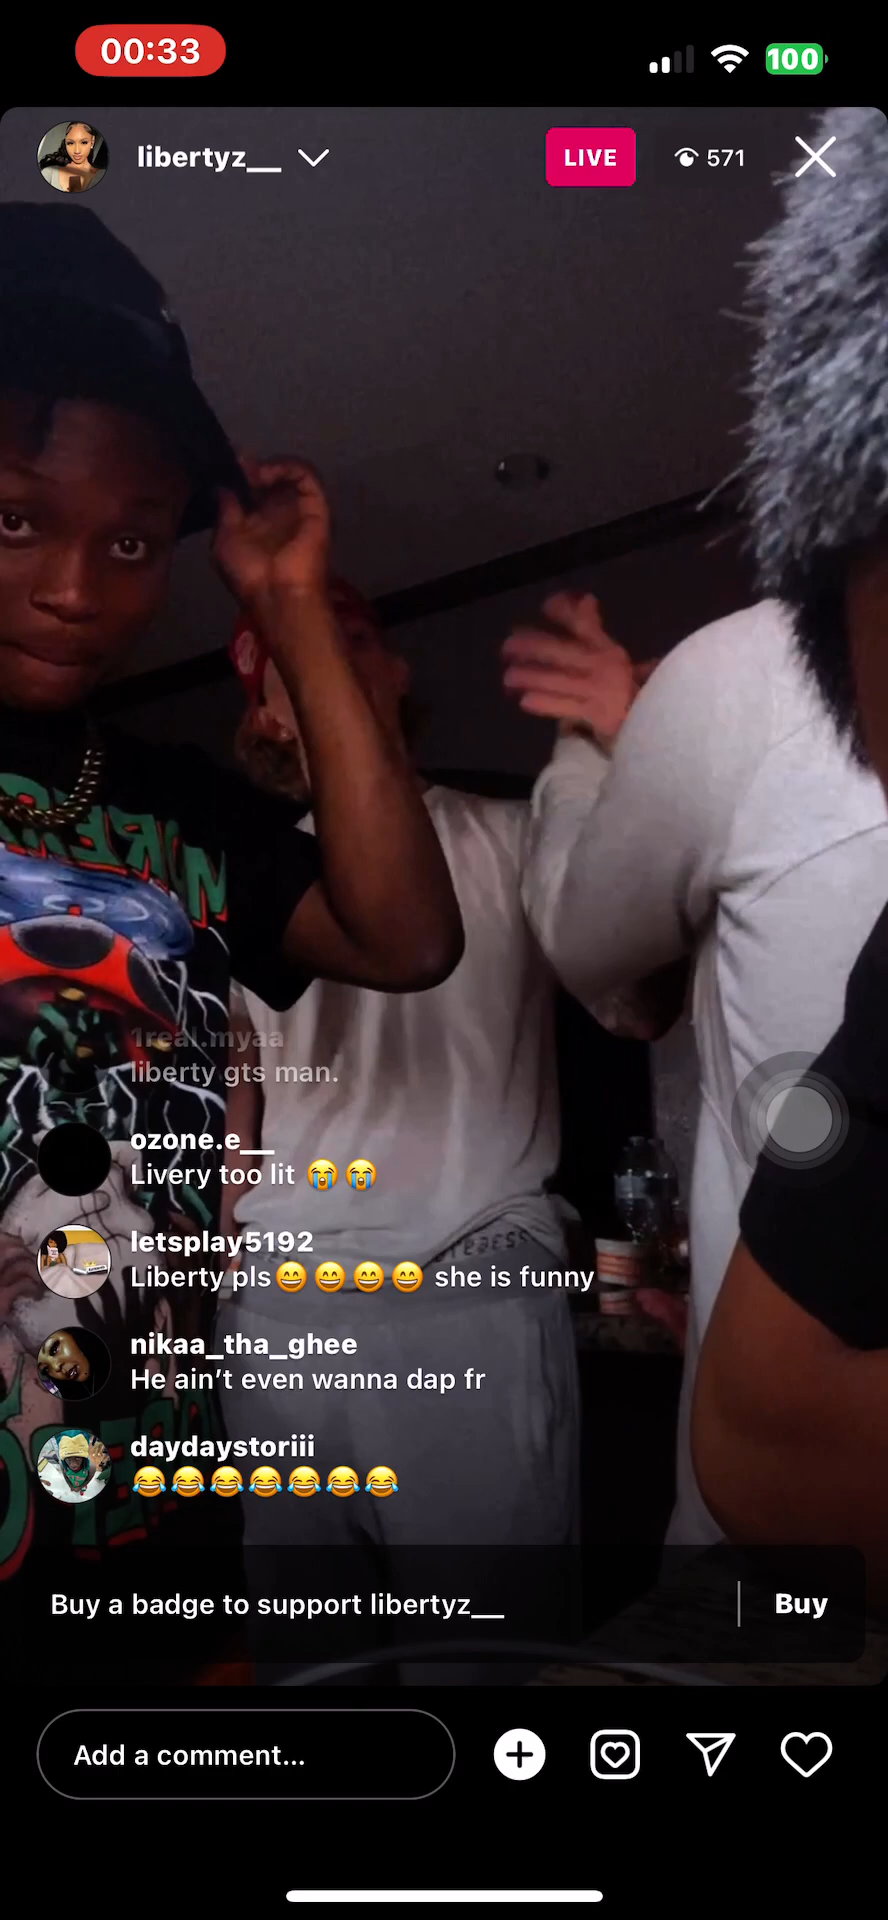 00:33
100
libertyz__
LIVE
571
1real.myaa
liberty gts man.
ozone.e__
Livery too lit 😭😭
letsplay5192
Liberty pls😄😄😄😄 she is funny
nikaa_tha_ghee
He ain’t even wanna dap fr
daydaystoriii
😂😂😂😂😂😂😂
Buy a badge to support libertyz__
Buy
Add a comment...